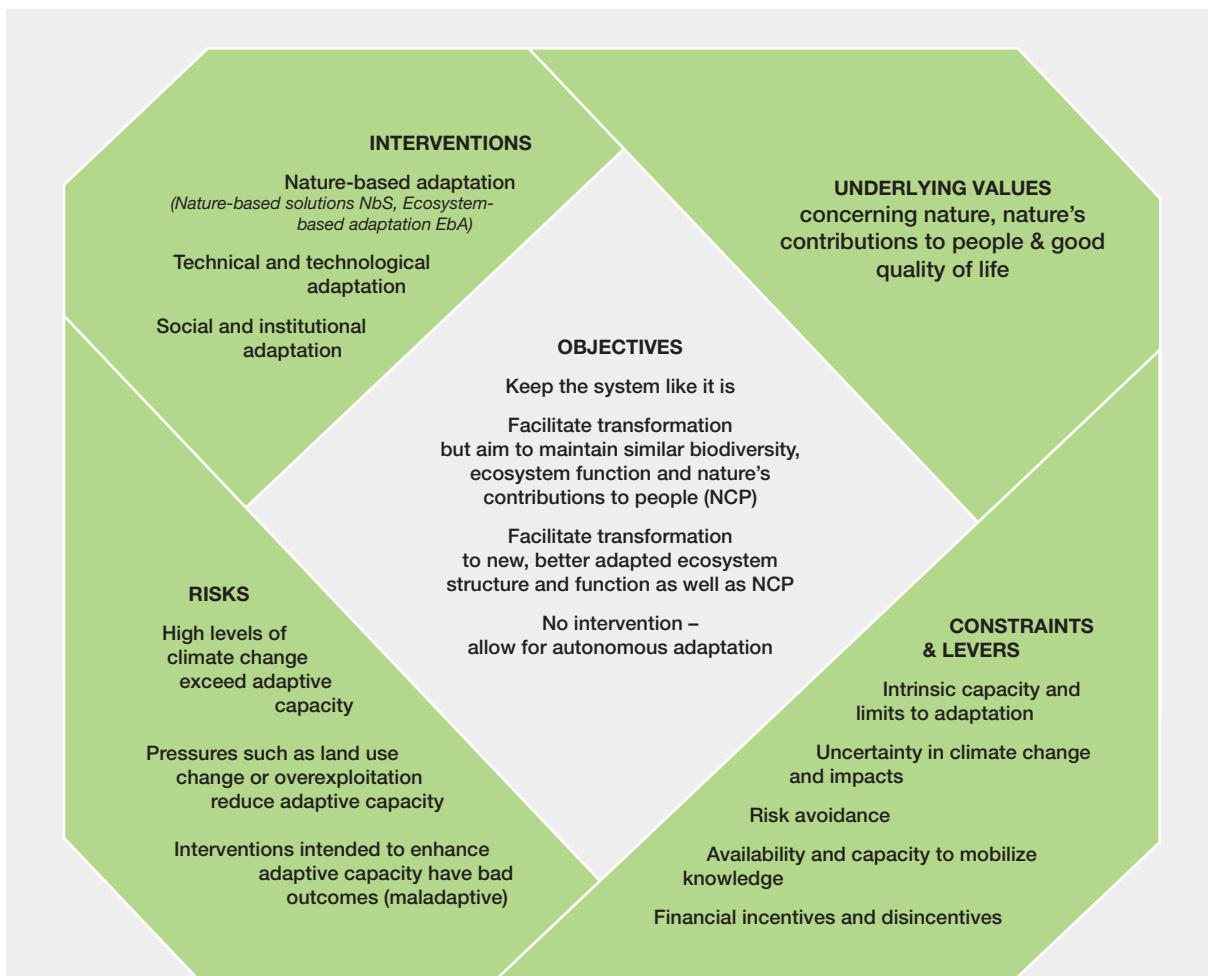 INTERVENTIONS
Nature-based adaptation
(Nature-based solutions NbS, Ecosystem-
based adaptation EbA)
Technical and technological
adaptation
Social and institutional
adaptation
UNDERLYING VALUES
concerning nature, nature’s
contributions to people & good
quality of life
OBJECTIVES
Keep the system like it is
Facilitate transformation
but aim to maintain similar biodiversity,
ecosystem function and nature’s
contributions to people (NCP)
Facilitate transformation
to new, better adapted ecosystem
structure and function as well as NCP
No intervention –
allow for autonomous adaptation
RISKS
High levels of
climate change
exceed adaptive
capacity
Pressures such as land use
change or overexploitation
reduce adaptive capacity
Interventions intended to enhance
adaptive capacity have bad
outcomes (maladaptive)
CONSTRAINTS
& LEVERS
Intrinsic capacity and
limits to adaptation
Uncertainty in climate change
and impacts
Risk avoidance
Availability and capacity to mobilize
knowledge
Financial incentives and disincentives